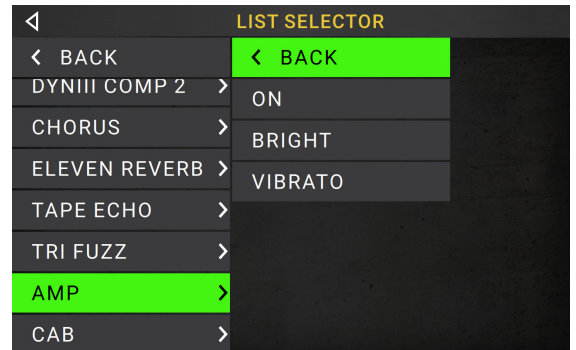 LIST SELECTOR
BACK
DYNIII COMP 2
CHORUS
ELEVEN REVERB
TAPE ECHO
TRI FUZZ
AMP
CAB
BACK
ON
BRIGHT
VIBRATO